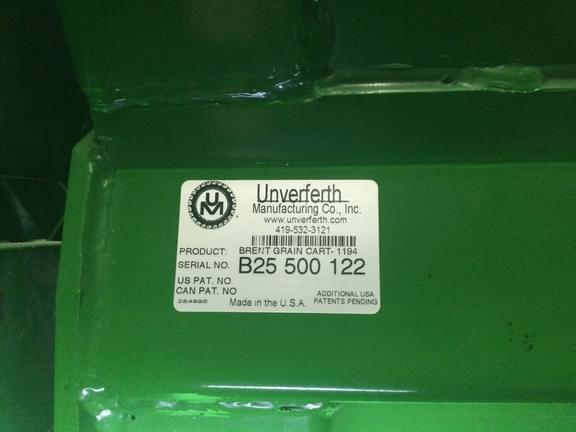 UM
Unverferth
Manufacturing Co., Inc.
www.unverferth.com
419-532-3121
PRODUCT: BRENT GRAIN CART- 1194
SERIAL NO. B25 500 122
US PAT. NO
CAN PAT. NO
284895
Made in the U.S.A.
ADDITIONAL USA
PATENTS PENDING